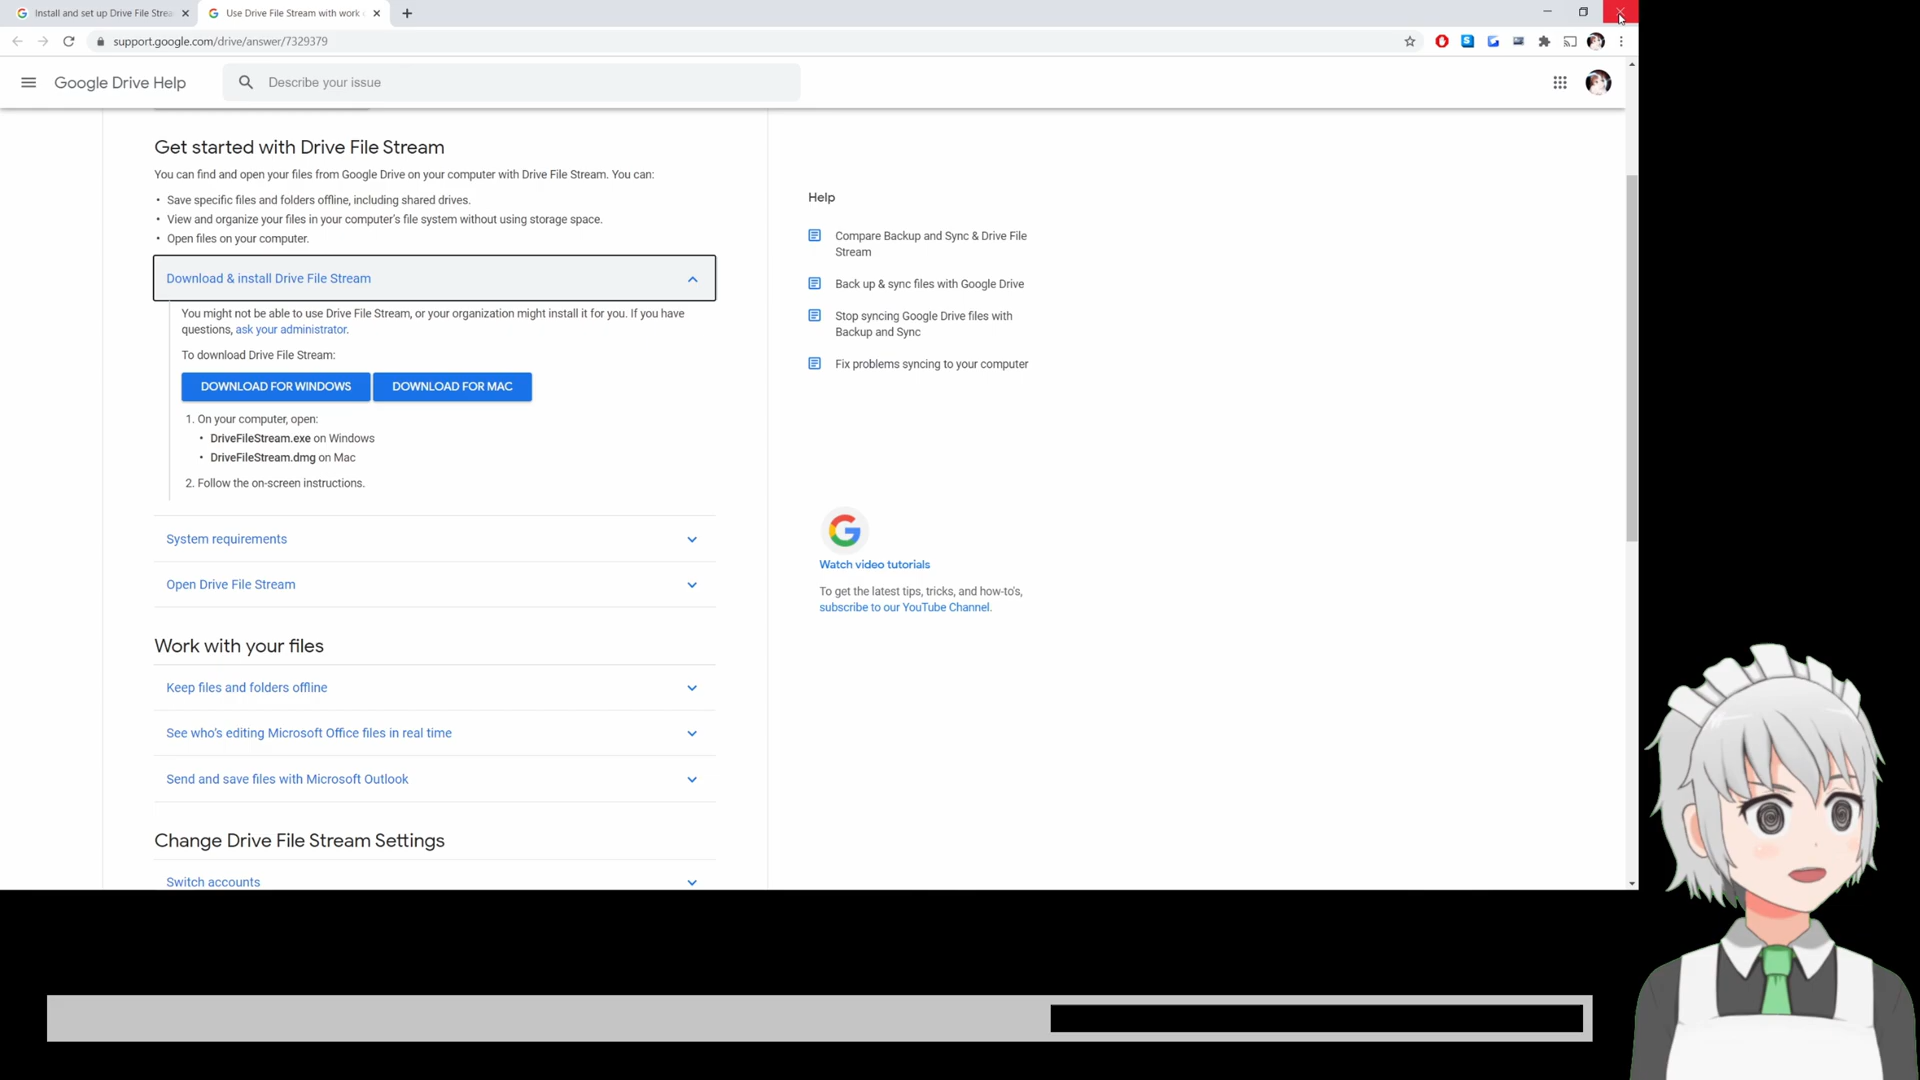 Install and set up Drive File Strea
Use Drive File Stream with work
support.google.com/drive/answer/7329379
Google Drive Help
Describe your issue
Get started with Drive File Stream
You can find and open your files from Google Drive on your computer with Drive File Stream. You can:
• Save specific files and folders offline, including shared drives.
• View and organize your files in your computer's file system without using storage space.
• Open files on your computer.
Download & install Drive File Stream
You might not be able to use Drive File Stream, or your organization might install it for you. If you have
questions, ask your administrator.
To download Drive File Stream:
DOWNLOAD FOR WINDOWS
DOWNLOAD FOR MAC
1. On your computer, open:
• DriveFileStream.exe on Windows
• DriveFileStream.dmg on Mac
2. Follow the on-screen instructions.
System requirements
Open Drive File Stream
Work with your files
Keep files and folders offline
See who's editing Microsoft Office files in real time
Send and save files with Microsoft Outlook
Change Drive File Stream Settings
Switch accounts
Help
Compare Backup and Sync & Drive File
Stream
Back up & sync files with Google Drive
Stop syncing Google Drive files with
Backup and Sync
Fix problems syncing to your computer
Watch video tutorials
To get the latest tips, tricks, and how-to's,
subscribe to our YouTube Channel.